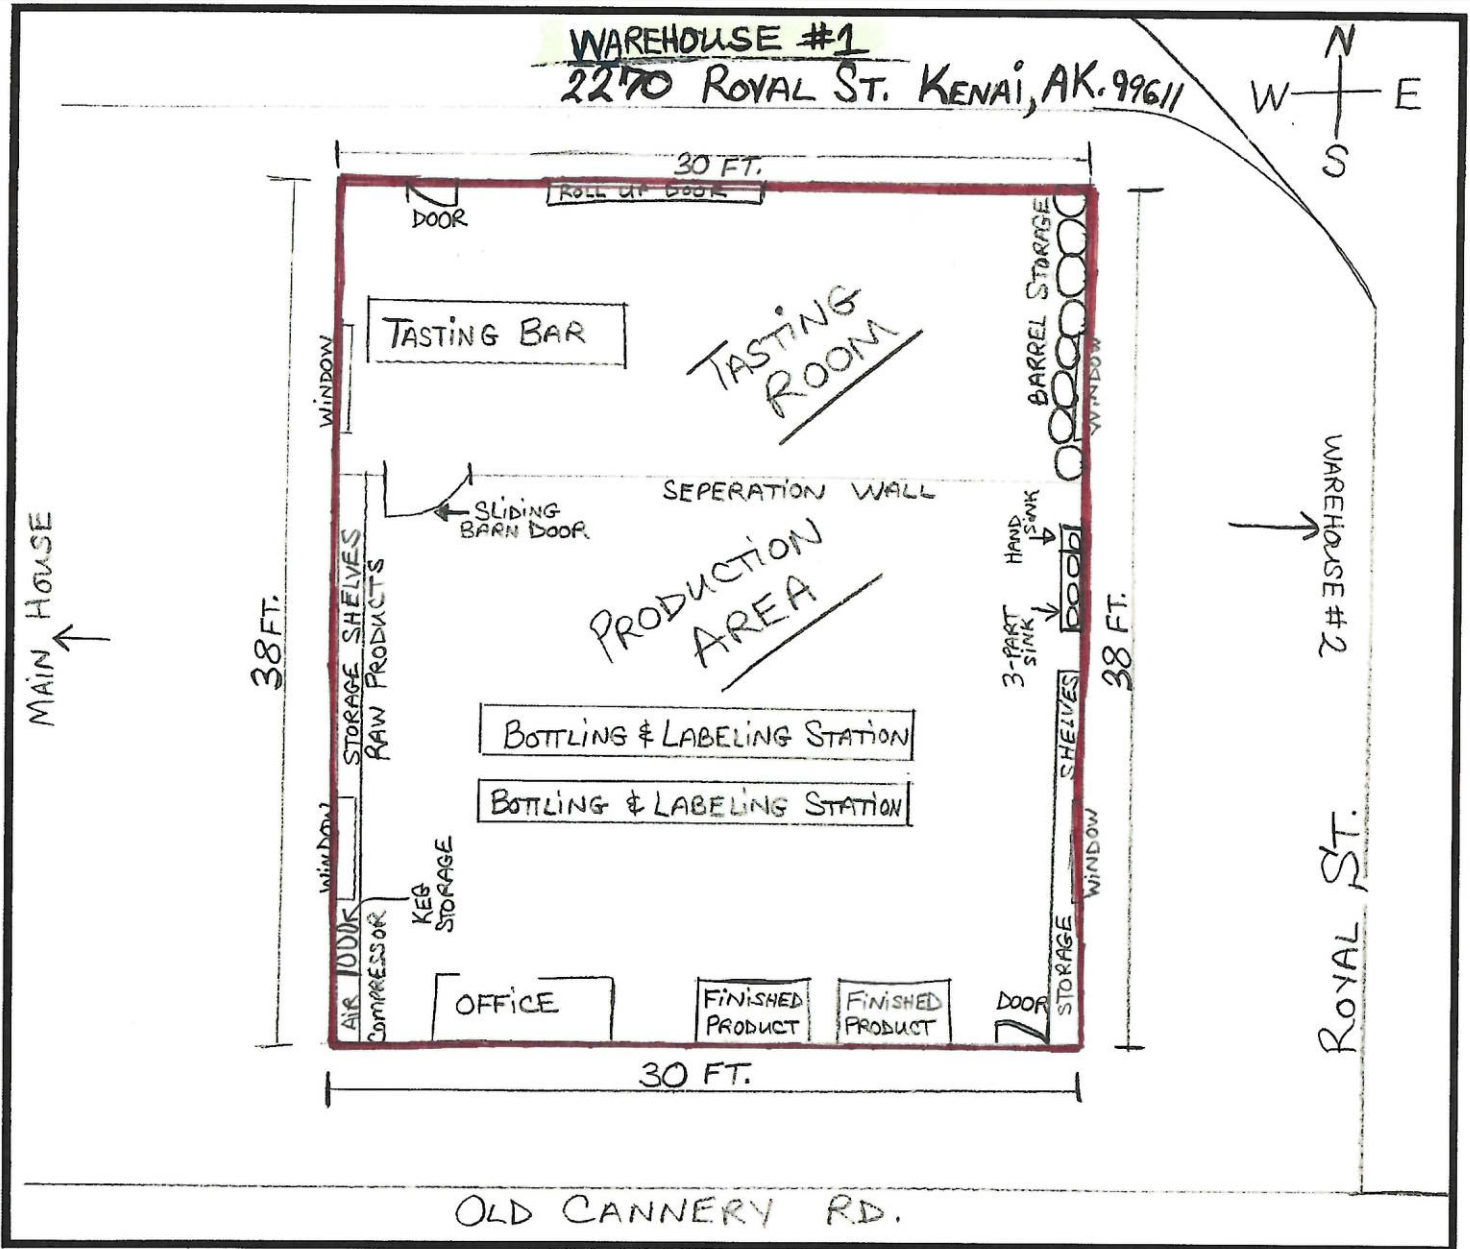 WAREHOUSE #1
2270 ROYAL ST. KENAI, AK. 99611
N
W E
S
30 FT.
ROLL UP DOOR
DOOR
BARREL STORAGE
TASTING BAR
TASTING
ROOM
WINDOW
WINDOW
SEPERATION WALL
SLIDING
BARN DOOR
HAND
SINK
PRODUCTION
AREA
3-PART
SINK
STORAGE SHELVES
RAW PRODUCTS
38 FT.
38 FT.
MAIN HOUSE
WAREHOUSE #2
BOTTLING & LABELING STATION
BOTTLING & LABELING STATION
SHELVES
STORAGE
WINDOW
WINDOW
KEG
STORAGE
AIR
COMPRESSOR
OFFICE
FINISHED
PRODUCT
FINISHED
PRODUCT
DOOR
30 FT.
ROYAL ST.
OLD CANNERY RD.